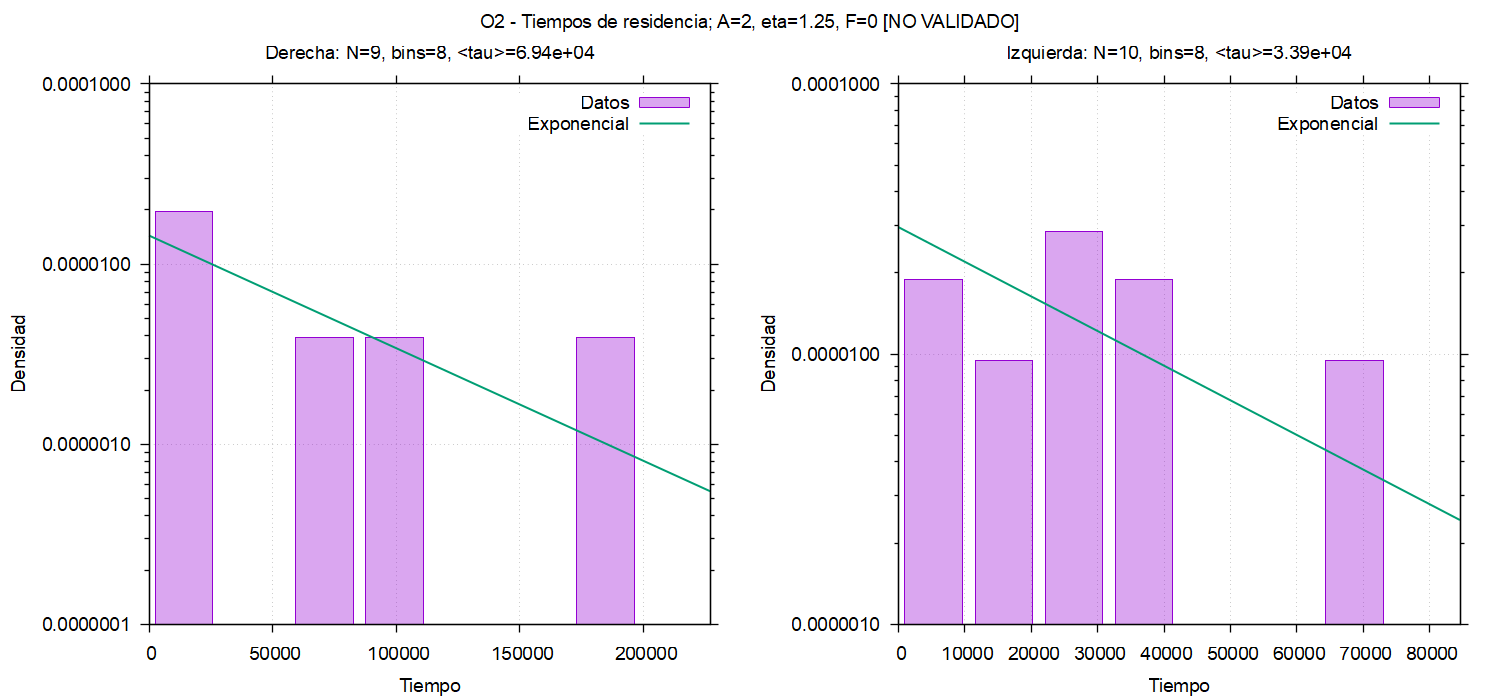 O2 - Tiempos de residencia; A=2, eta=1.25, F=0 [NO VALIDADO]
Derecha: N=9, bins=8, <tau>=6.94e+04
0.0001000
0.0000100
0.0000010
0.0000001
Densidad
Datos
Exponencial
0 50000 100000 150000 200000
Tiempo
Izquierda: N=10, bins=8, <tau>=3.39e+04
0.0001000
0.0000100
0.0000010
Densidad
Datos
Exponencial
0 10000 20000 30000 40000 50000 60000 70000 80000
Tiempo